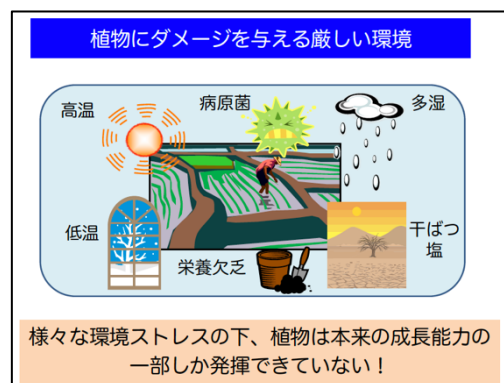 植物にダメージを与える厳しい環境
高温
病原菌
多湿
低温
栄養欠乏
干ばつ
塩
様々な環境ストレスの下、植物は本来の成長能力の
一部しか発揮できていない！